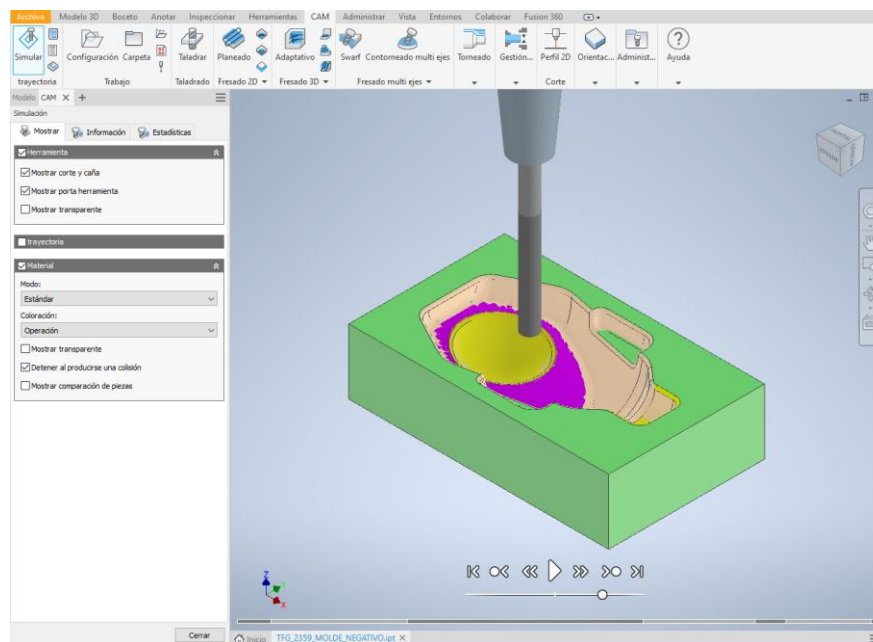 Archivo Modelo 3D Boceto Anotar Inspeccionar Herramientas CAM Administrar Vista Entornos Colaborar Fusion 360
Simular Configuración Carpeta Taladrar Planeado Adaptativo Swarf Contorneado multi ejes Torneado Gestión... Perfil 2D Orientac... Administ... Ayuda
trayectoria Trabajo Taladrado Fresado 2D Fresado 3D Fresado multi ejes Corte
Modelo CAM × +
Simulación
Mostrar Información Estadísticas
Herramienta
Mostrar corte y caña
Mostrar porta herramienta
Mostrar transparente
trayectoria
Material
Modo:
Estándar
Coloración:
Operación
Mostrar transparente
Detener al producirse una colisión
Mostrar comparación de piezas
Z
Y
X
Cerrar
Inicio TFG_2359_MOLDE_NEGATIVO.ipt ×